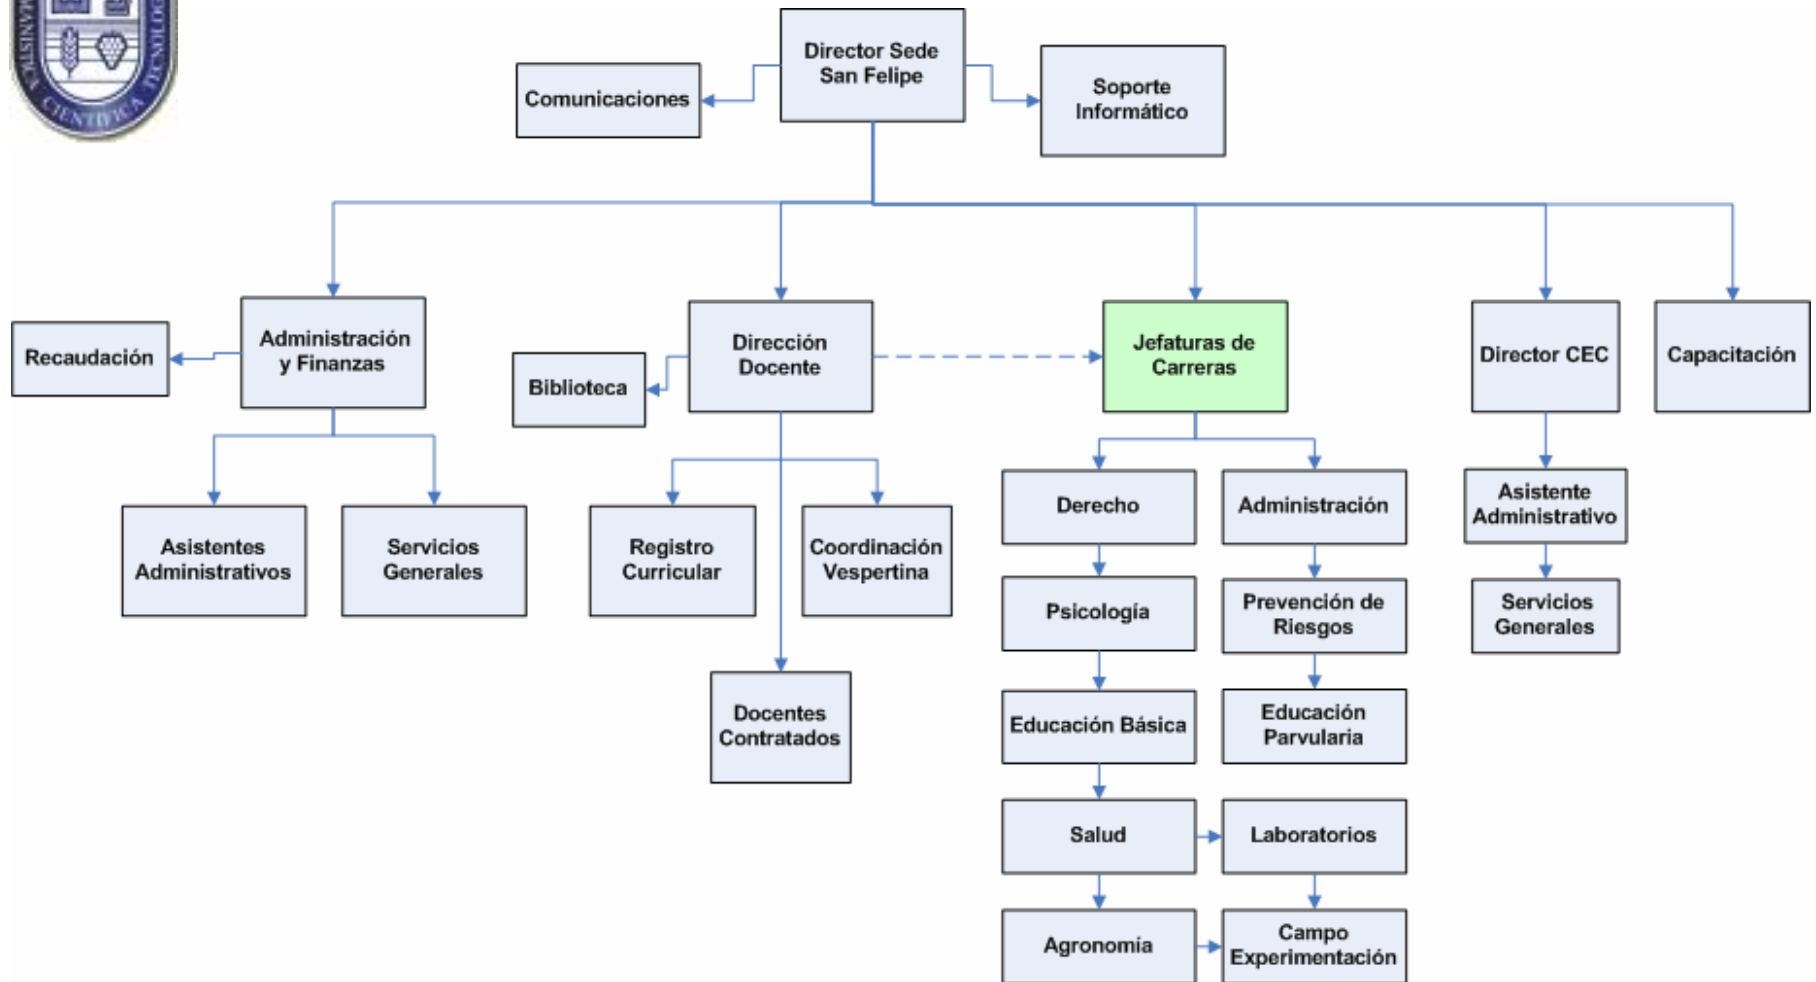 CIENTIFICA
Director Sede
San Felipe
Comunicaciones
Soporte
Informático
Recaudación
Administración
y Finanzas
Biblioteca
Dirección
Docente
Jefaturas de
Carreras
Director CEC
Capacitación
Asistentes
Administrativos
Servicios
Generales
Registro
Curricular
Coordinación
Vespertina
Docentes
Contratados
Derecho
Administración
Asistente
Administrativo
Psicología
Prevención de
Riesgos
Servicios
Generales
Educación Básica
Educación
Parvularia
Salud
Laboratorios
Agronomía
Campo
Experimentación